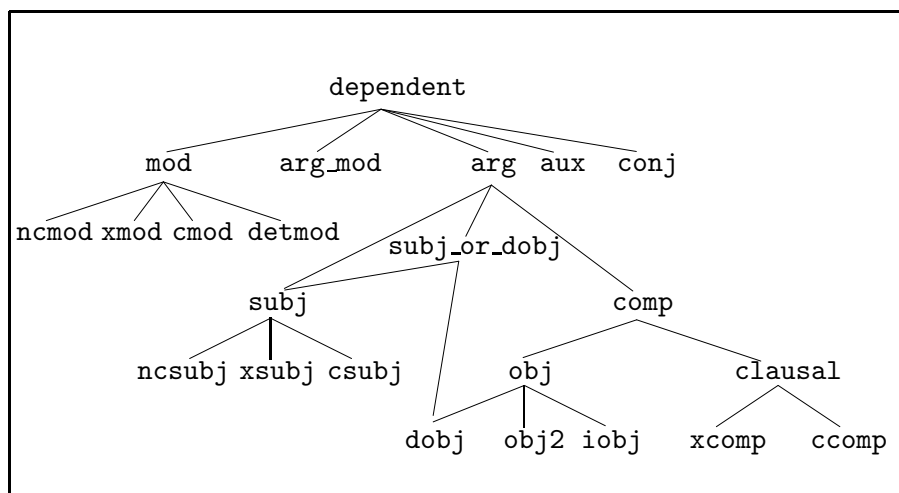 dependent
mod arg_mod arg aux conj
ncmod xmod cmod detmod
subj_or_dobj
subj comp
ncsubj xsubj csubj obj clausal
dobj obj2 iobj xcomp ccomp